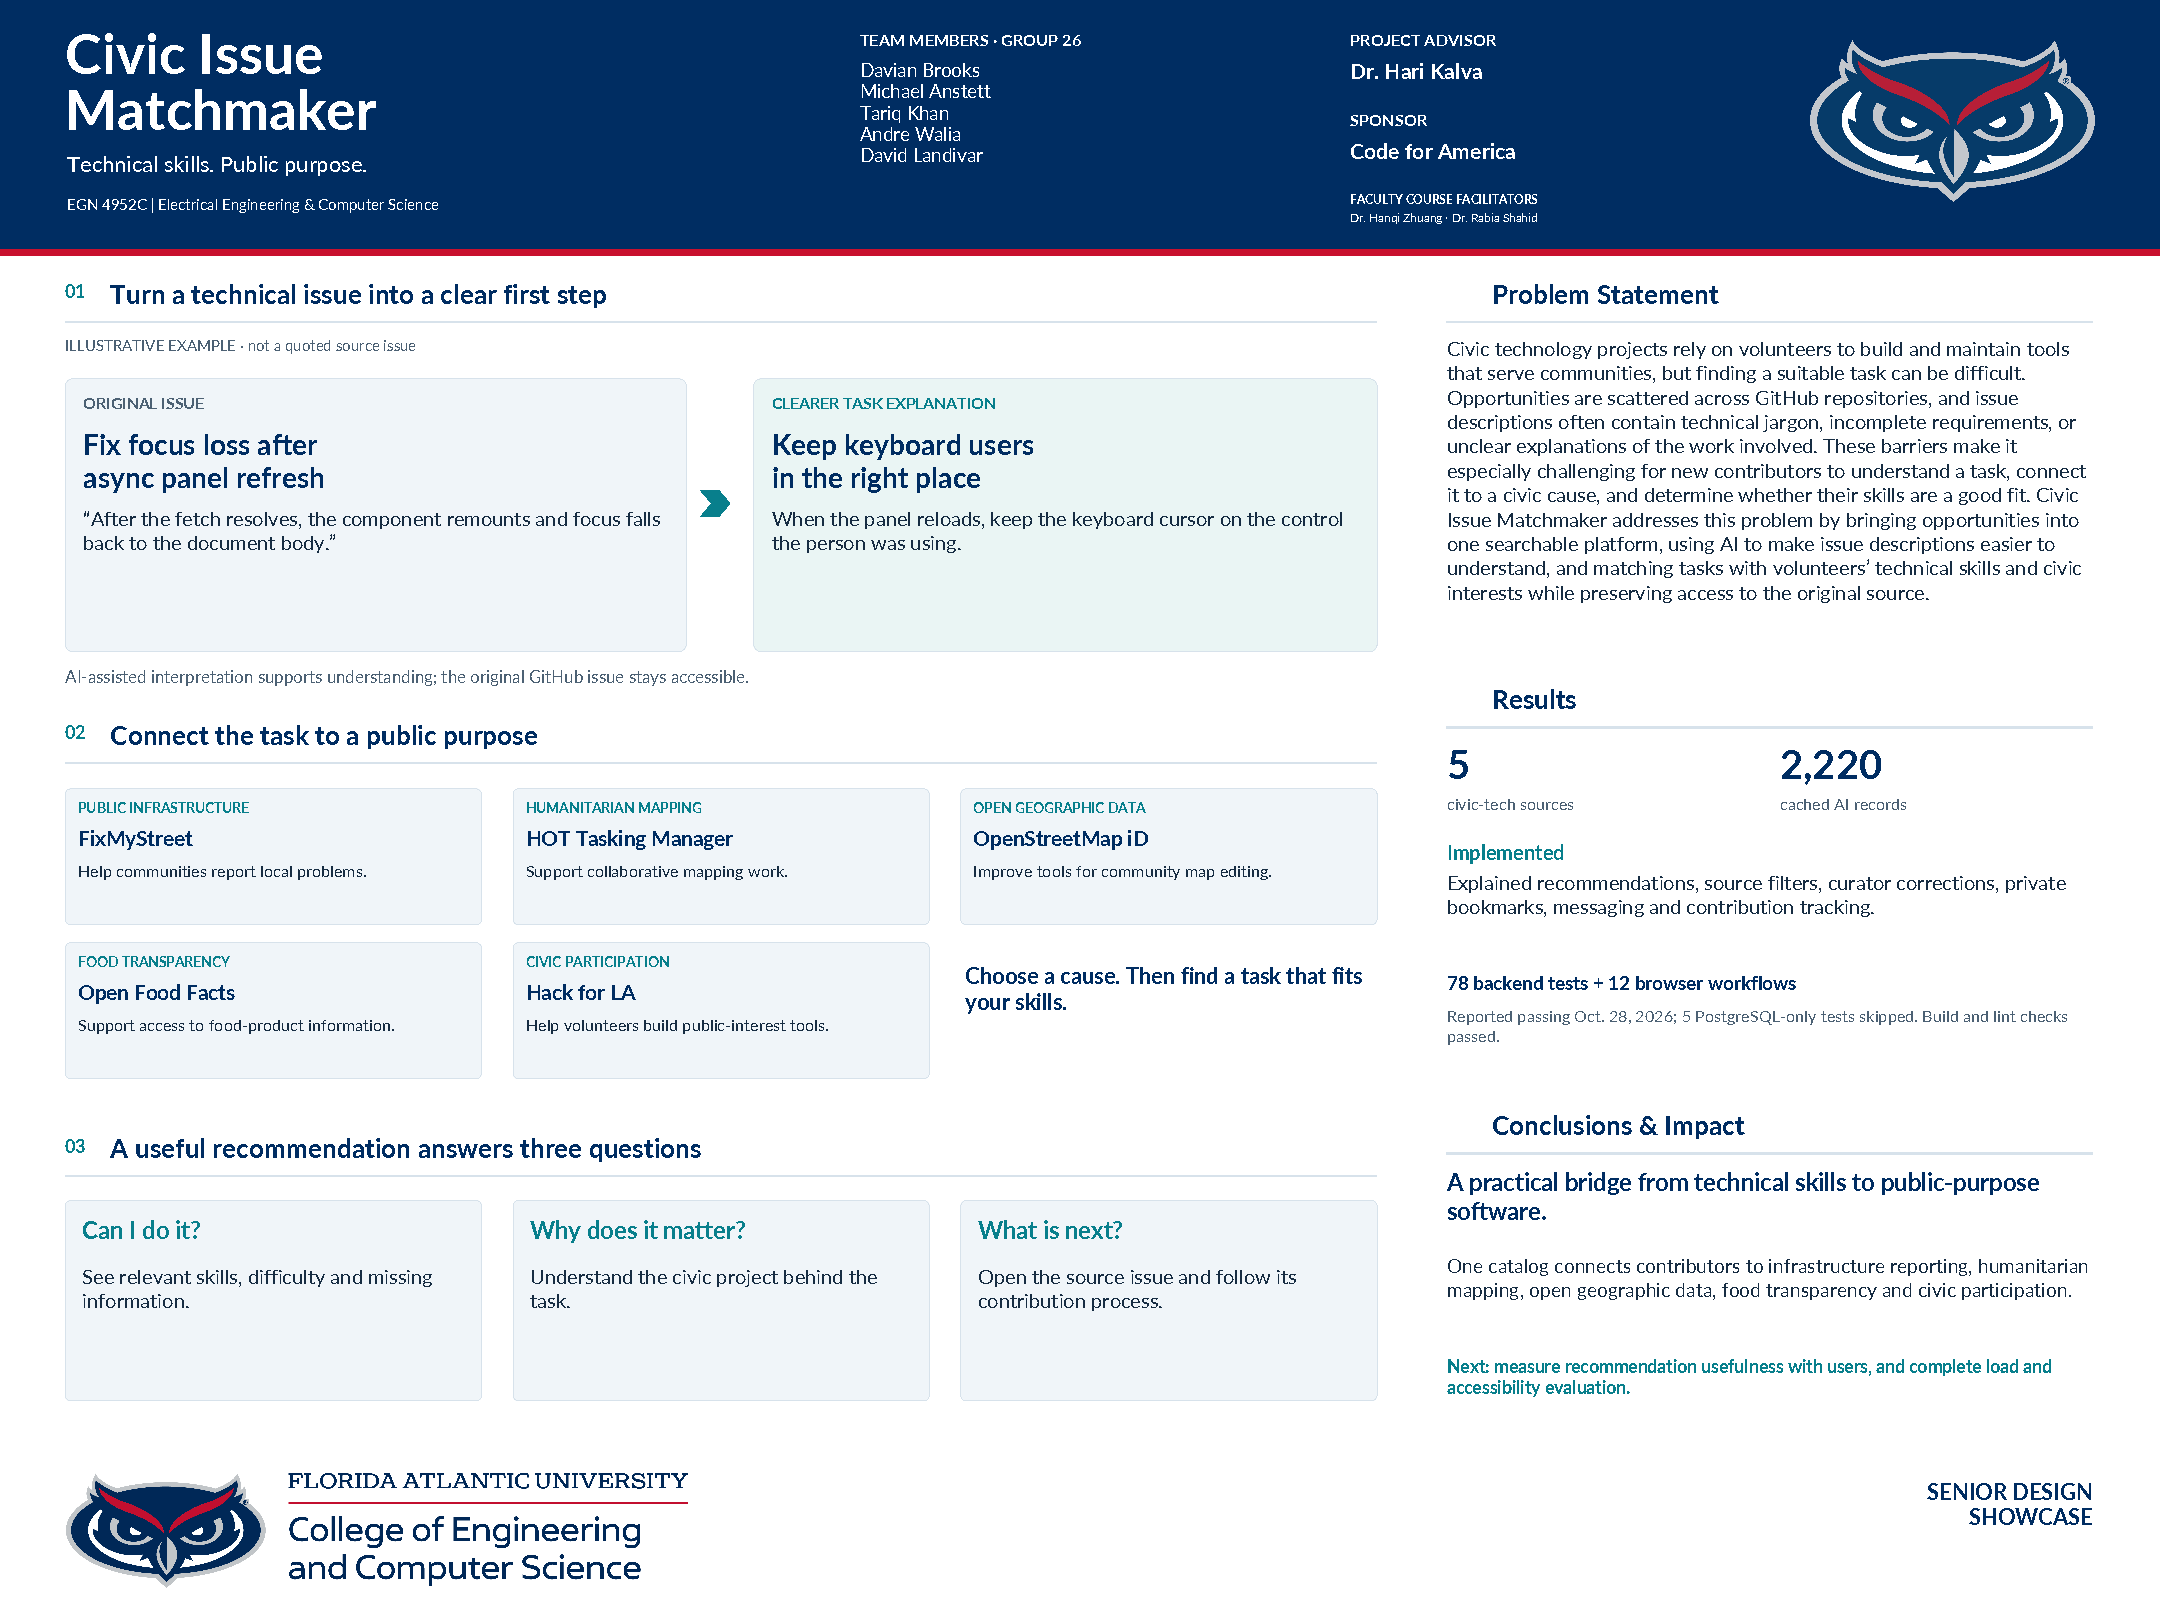 Civic Issue
Matchmaker
Technical skills. Public purpose.
EGN 4952C | Electrical Engineering & Computer Science
TEAM MEMBERS · GROUP 26
Davian Brooks
Michael Anstett
Tariq Khan
Andre Walia
David Landivar
PROJECT ADVISOR
Dr. Hari Kalva
SPONSOR
Code for America
FACULTY COURSE FACILITATORS
Dr. Hanqi Zhuang · Dr. Rabia Shahid
01 Turn a technical issue into a clear first step
ILLUSTRATIVE EXAMPLE · not a quoted source issue
ORIGINAL ISSUE
Fix focus loss after
async panel refresh
“After the fetch resolves, the component remounts and focus falls
back to the document body.”
CLEARER TASK EXPLANATION
Keep keyboard users
in the right place
When the panel reloads, keep the keyboard cursor on the control
the person was using.
AI-assisted interpretation supports understanding; the original GitHub issue stays accessible.
02 Connect the task to a public purpose
PUBLIC INFRASTRUCTURE
FixMyStreet
Help communities report local problems.
HUMANITARIAN MAPPING
HOT Tasking Manager
Support collaborative mapping work.
OPEN GEOGRAPHIC DATA
OpenStreetMap iD
Improve tools for community map editing.
FOOD TRANSPARENCY
Open Food Facts
Support access to food-product information.
CIVIC PARTICIPATION
Hack for LA
Help volunteers build public-interest tools.
Choose a cause. Then find a task that fits
your skills.
03 A useful recommendation answers three questions
Can I do it?
See relevant skills, difficulty and missing
information.
Why does it matter?
Understand the civic project behind the
task.
What is next?
Open the source issue and follow its
contribution process.
Problem Statement
Civic technology projects rely on volunteers to build and maintain tools
that serve communities, but finding a suitable task can be difficult.
Opportunities are scattered across GitHub repositories, and issue
descriptions often contain technical jargon, incomplete requirements, or
unclear explanations of the work involved. These barriers make it
especially challenging for new contributors to understand a task, connect
it to a civic cause, and determine whether their skills are a good fit. Civic
Issue Matchmaker addresses this problem by bringing opportunities into
one searchable platform, using AI to make issue descriptions easier to
understand, and matching tasks with volunteers’ technical skills and civic
interests while preserving access to the original source.
Results
5
civic-tech sources
2,220
cached AI records
Implemented
Explained recommendations, source filters, curator corrections, private
bookmarks, messaging and contribution tracking.
78 backend tests + 12 browser workflows
Reported passing Oct. 28, 2026; 5 PostgreSQL-only tests skipped. Build and lint checks
passed.
Conclusions & Impact
A practical bridge from technical skills to public-purpose
software.
One catalog connects contributors to infrastructure reporting, humanitarian
mapping, open geographic data, food transparency and civic participation.
Next: measure recommendation usefulness with users, and complete load and
accessibility evaluation.
FLORIDA ATLANTIC UNIVERSITY
College of Engineering
and Computer Science
SENIOR DESIGN
SHOWCASE